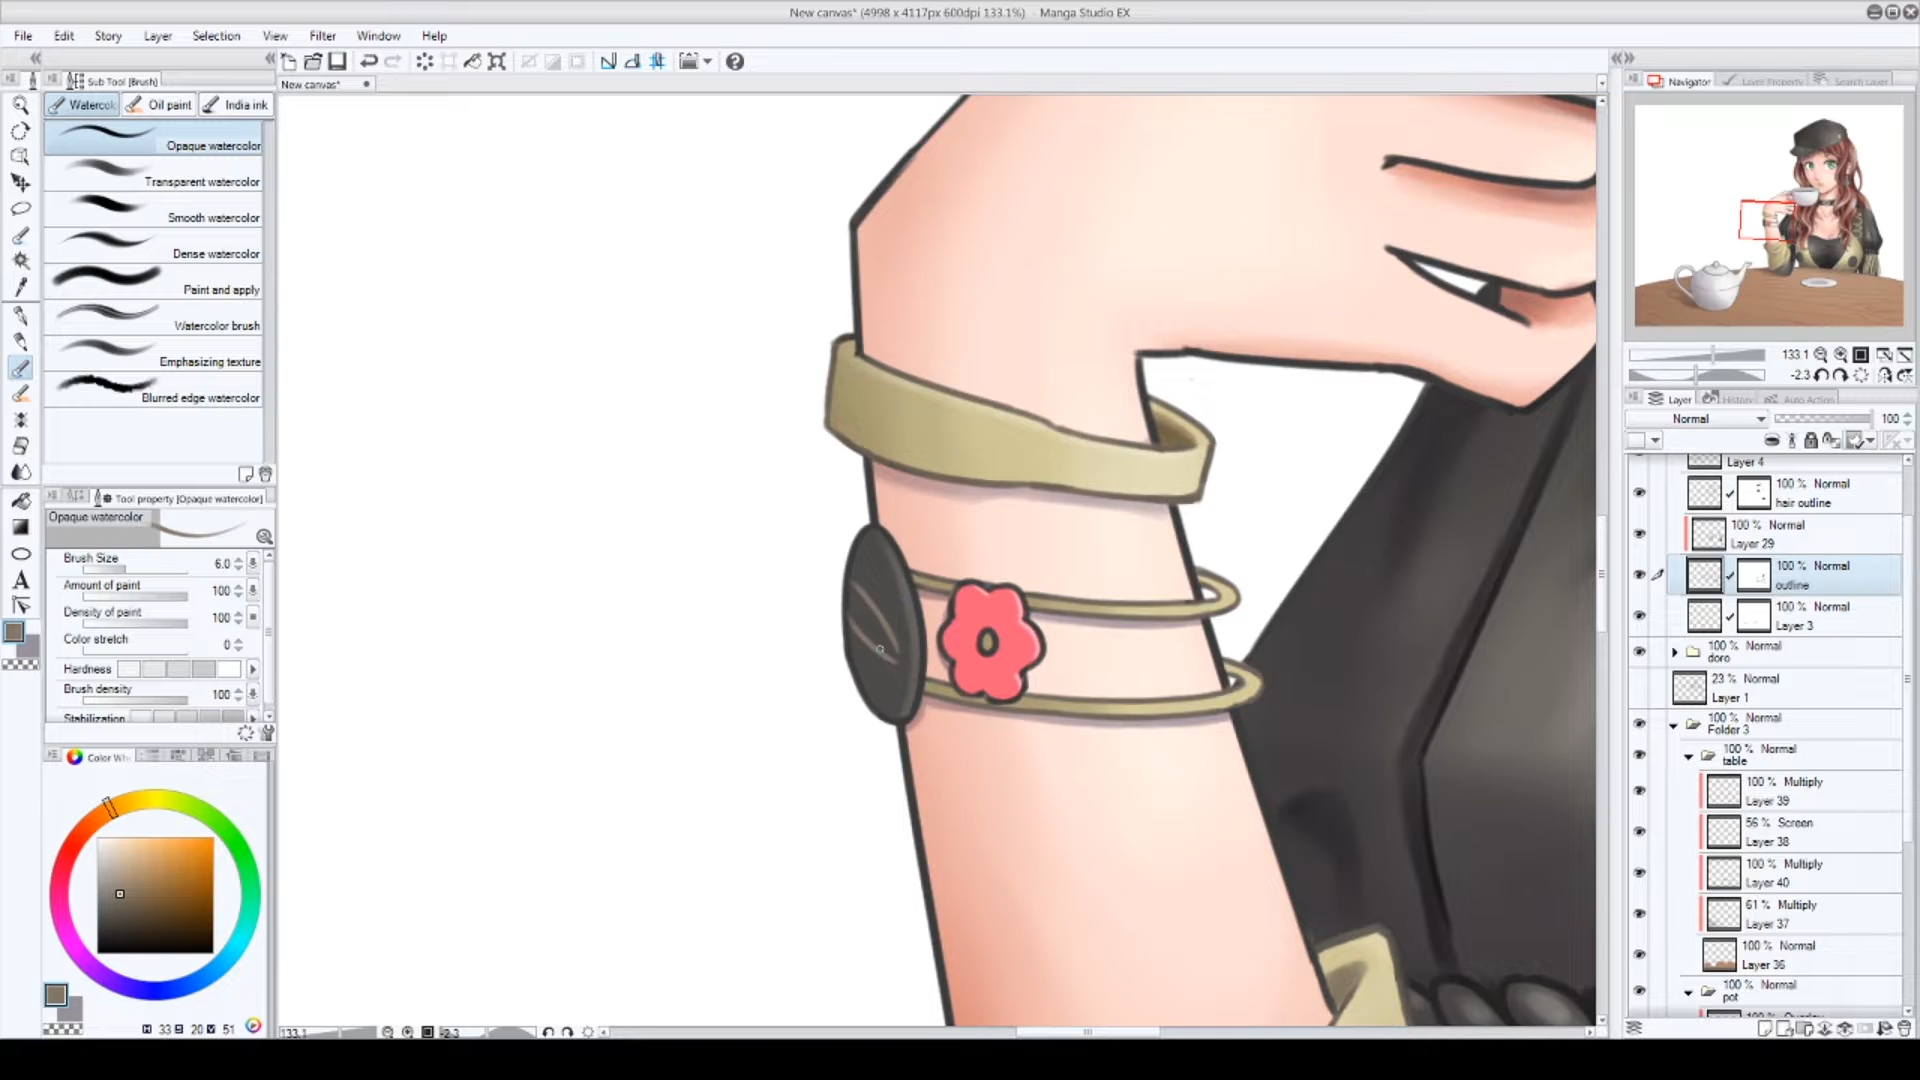 New canvas* (4998 x 4117px 600dpi 133.1%) - Manga Studio EX
File Edit Story Layer Selection View Filter Window Help
Sub Tool [Brush]
New canvas*
Navigator Layer Property Search Layer
Oil paint India ink
Opaque watercolor
Transparent watercolor
Smooth watercolor
Dense watercolor
Paint and apply
Watercolor brush
Emphasizing texture
Blurred edge watercolor
Tool property [Opaque watercolor]
Opaque watercolor
Brush Size 6.0
Amount of paint 100
Density of paint 100
Color stretch 0
Hardness
Brush density 100
Stabilization
Color Wh
H 33 S 20 V 51
133.1
-2.3
133.1
-2.3
Layer History Auto Action
Normal 100
Layer 4
100 % Normal
hair outline
100 % Normal
Layer 29
100 % Normal
outline
100 % Normal
Layer 3
100 % Normal
doro
23 % Normal
Layer 1
100 % Normal
Folder 3
100 % Normal
table
100 % Multiply
Layer 39
56 % Screen
Layer 38
100 % Multiply
Layer 40
61 % Multiply
Layer 37
100 % Normal
Layer 36
100 % Normal
pot